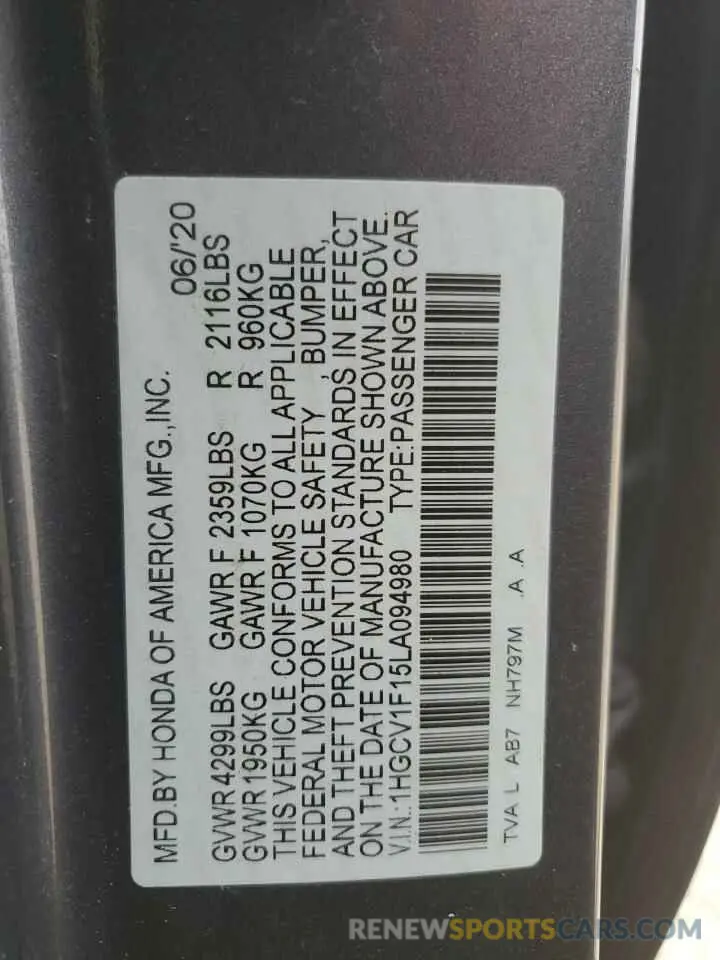 MFD.BY HONDA OF AMERICA MFG.,INC. 06/'20
GVWR 4299LBS GAWR F 2359LBS R 2116LBS
GVWR 1950KG GAWR F 1070KG R 960KG
THIS VEHICLE CONFORMS TO ALL APPLICABLE
FEDERAL MOTOR VEHICLE SAFETY , BUMPER,
AND THEFT PREVENTION STANDARDS IN EFFECT
ON THE DATE OF MANUFACTURE SHOWN ABOVE.
V.I.N.:1HGCV1F15LA094980 TYPE:PASSENGER CAR
TVA L AB7 NH797M .A .A
RENEWSPORTSCARS.COM